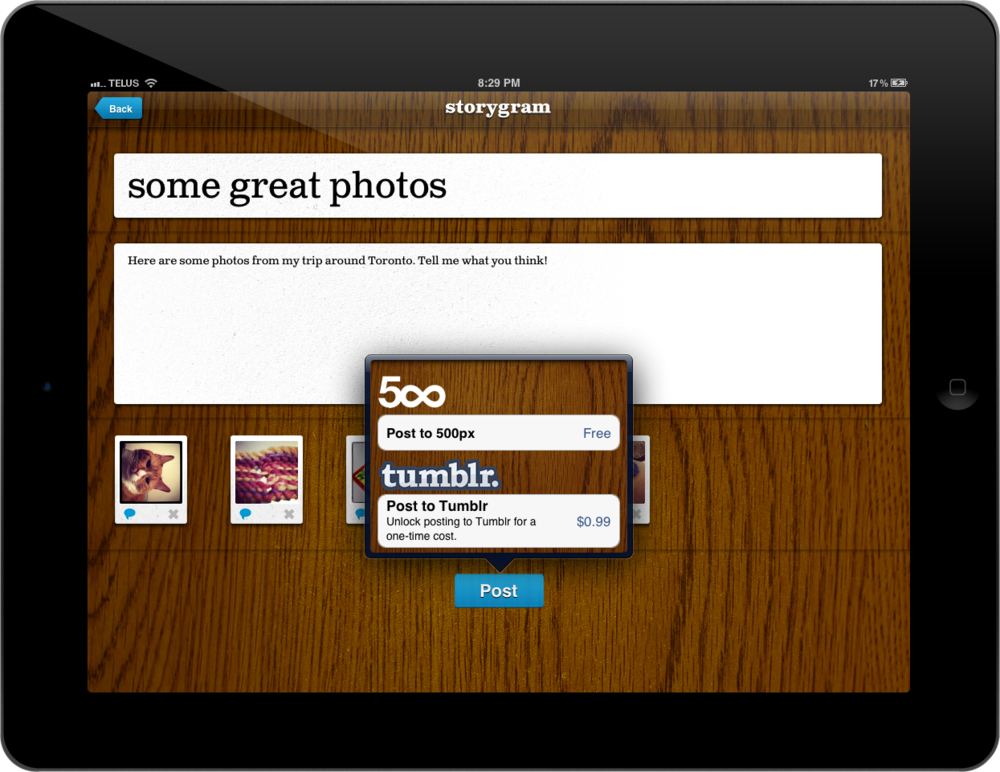 TELUS 8:29 PM 17%
Back storygram
some great photos
Here are some photos from my trip around Toronto. Tell me what you think!
500
Post to 500px Free
tumblr.
Post to Tumblr
Unlock posting to Tumblr for a $0.99
one-time cost.
Post